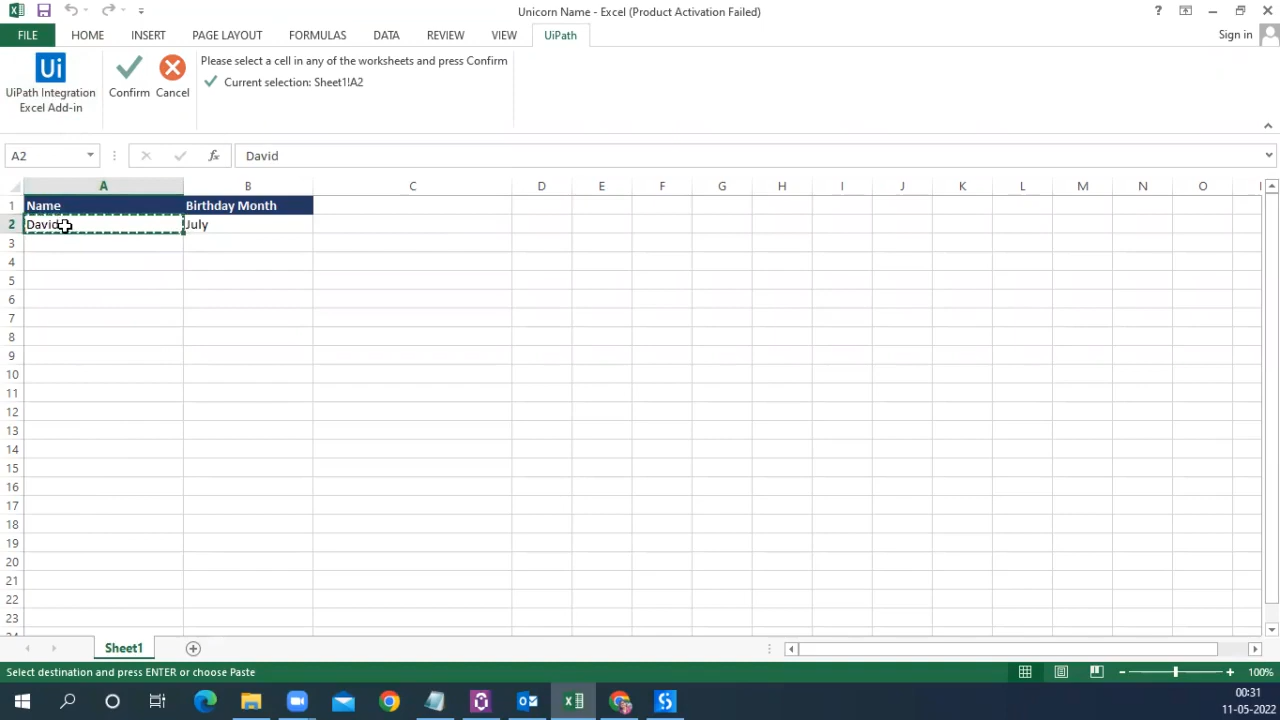 Unicorn Name - Excel (Product Activation Failed)
?
FILE HOME INSERT PAGE LAYOUT FORMULAS DATA REVIEW VIEW UiPath
Sign in
Ui
UiPath Integration
Excel Add-in
Confirm
Cancel
Please select a cell in any of the worksheets and press Confirm
Current selection: Sheet1!A2
A2
fx
David
A B C D E F G H I J K L M N O
1 Name Birthday Month
2 David July
3
4
5
6
7
8
9
10
11
12
13
14
15
16
17
18
19
20
21
22
23
Sheet1
Select destination and press ENTER or choose Paste
100%
00:31
11-05-2022